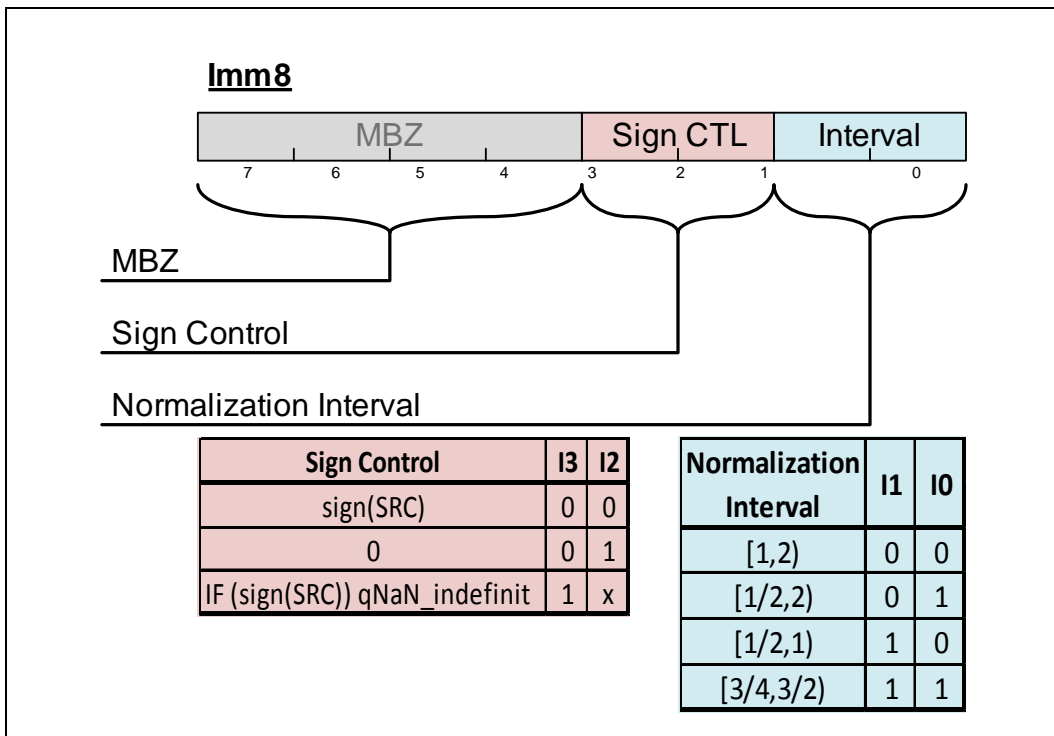 Imm8
MBZ Sign CTL Interval
7 6 5 4 3 2 1 0
MBZ
Sign Control
Normalization Interval
Sign Control I3 I2
sign(SRC) 0 0
0 0 1
IF (sign(SRC)) qNaN_indefinit 1 x
Normalization
Interval I1 I0
[1,2) 0 0
[1/2,2) 0 1
[1/2,1) 1 0
[3/4,3/2) 1 1